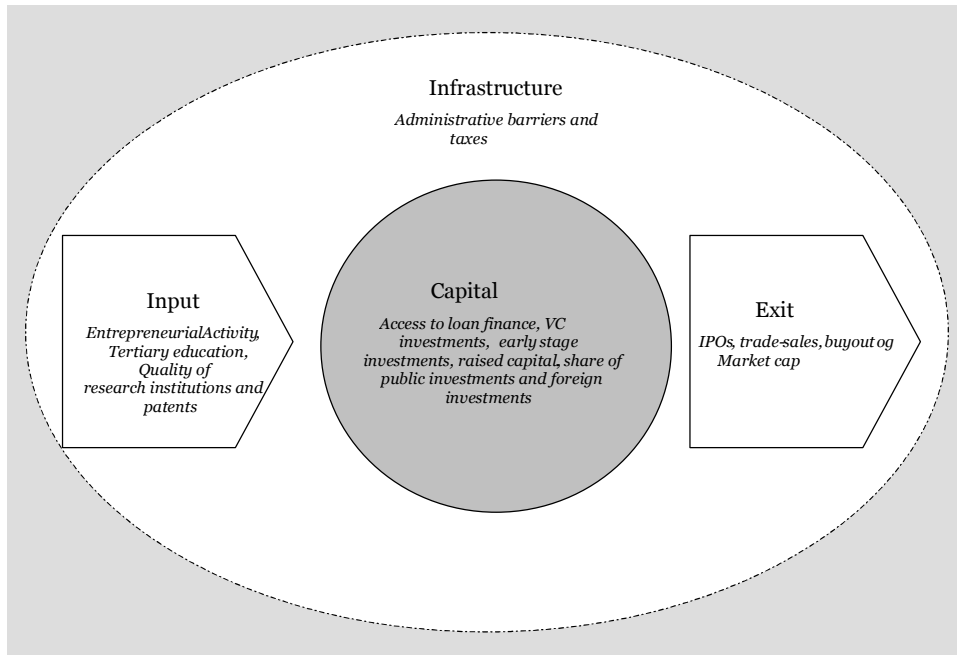 Infrastructure
Administrative barriers and
taxes
Input
EntrepreneurialActivity,
Tertiary education,
Quality of
research institutions and
patents
Capital
Access to loan finance, VC
investments, early stage
investments, raised capital, share of
public investments and foreign
investments
Exit
IPOs, trade-sales, buyout og
Market cap